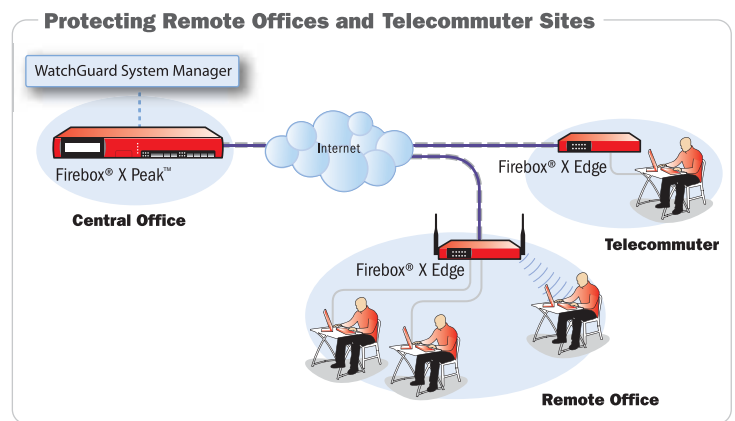 Protecting Remote Offices and Telecommuter Sites
WatchGuard System Manager
Internet
Firebox® X Peak™
Firebox® X Edge
Central Office
Telecommuter
Firebox® X Edge
Remote Office